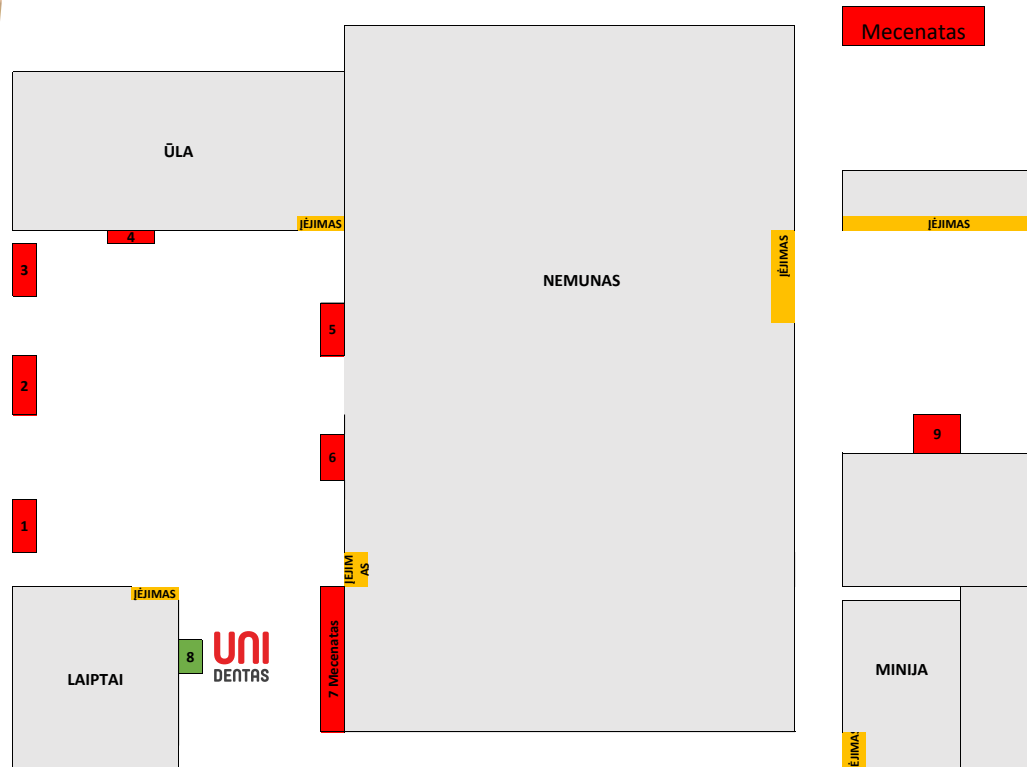 Mecenatas
ŪLA
ĮĖJIMAS
ĮĖJIMAS
4
ĮĖJIMAS
3
NEMUNAS
5
2
9
6
1
ĮĖJIM
AS
ĮĖJIMAS
7 Mecenatas
8
UNI
DENTAS
LAIPTAI
MINIJA
ĮĖJIMAS